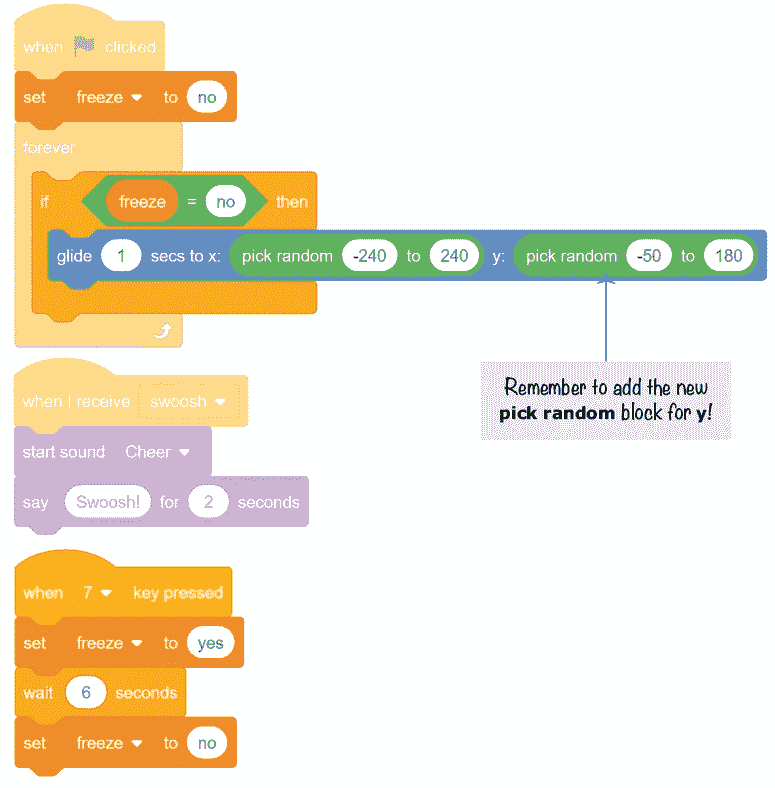 when clicked
set freeze to no
forever
if freeze = no then
glide 1 secs to x: pick random -240 to 240 y: pick random -50 to 180
Remember to add the new
pick random block for y!
when I receive swoosh
start sound Cheer
say Swoosh! for 2 seconds
when 7 key pressed
set freeze to yes
wait 6 seconds
set freeze to no